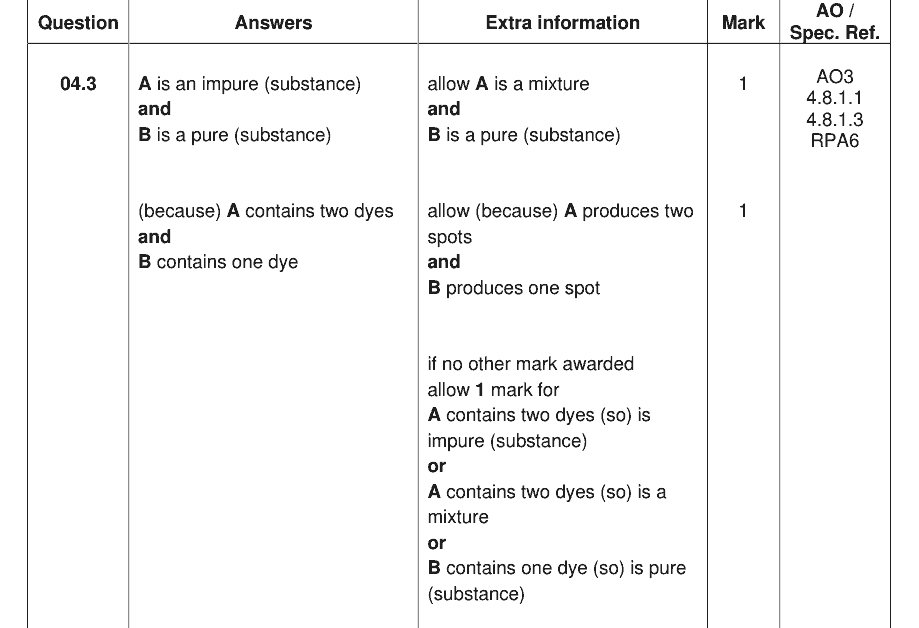 Question Answers Extra information Mark AO /
Spec. Ref.
04.3 A is an impure (substance) allow A is a mixture 1 AO3
and and 4.8.1.1
B is a pure (substance) B is a pure (substance) 4.8.1.3
RPA6
(because) A contains two dyes allow (because) A produces two 1
and spots
B contains one dye and
B produces one spot
if no other mark awarded
allow 1 mark for
A contains two dyes (so) is
impure (substance)
or
A contains two dyes (so) is a
mixture
or
B contains one dye (so) is pure
(substance)